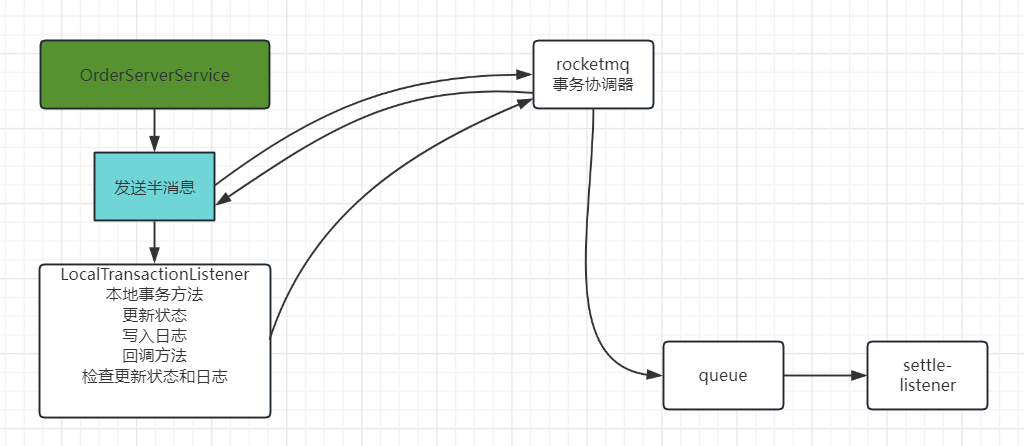 OrderServerService
发送半消息
LocalTransactionListener
本地事务方法
更新状态
写入日志
回调方法
检查更新状态和日志
rocketmq
事务协调器
queue
settle-
listener